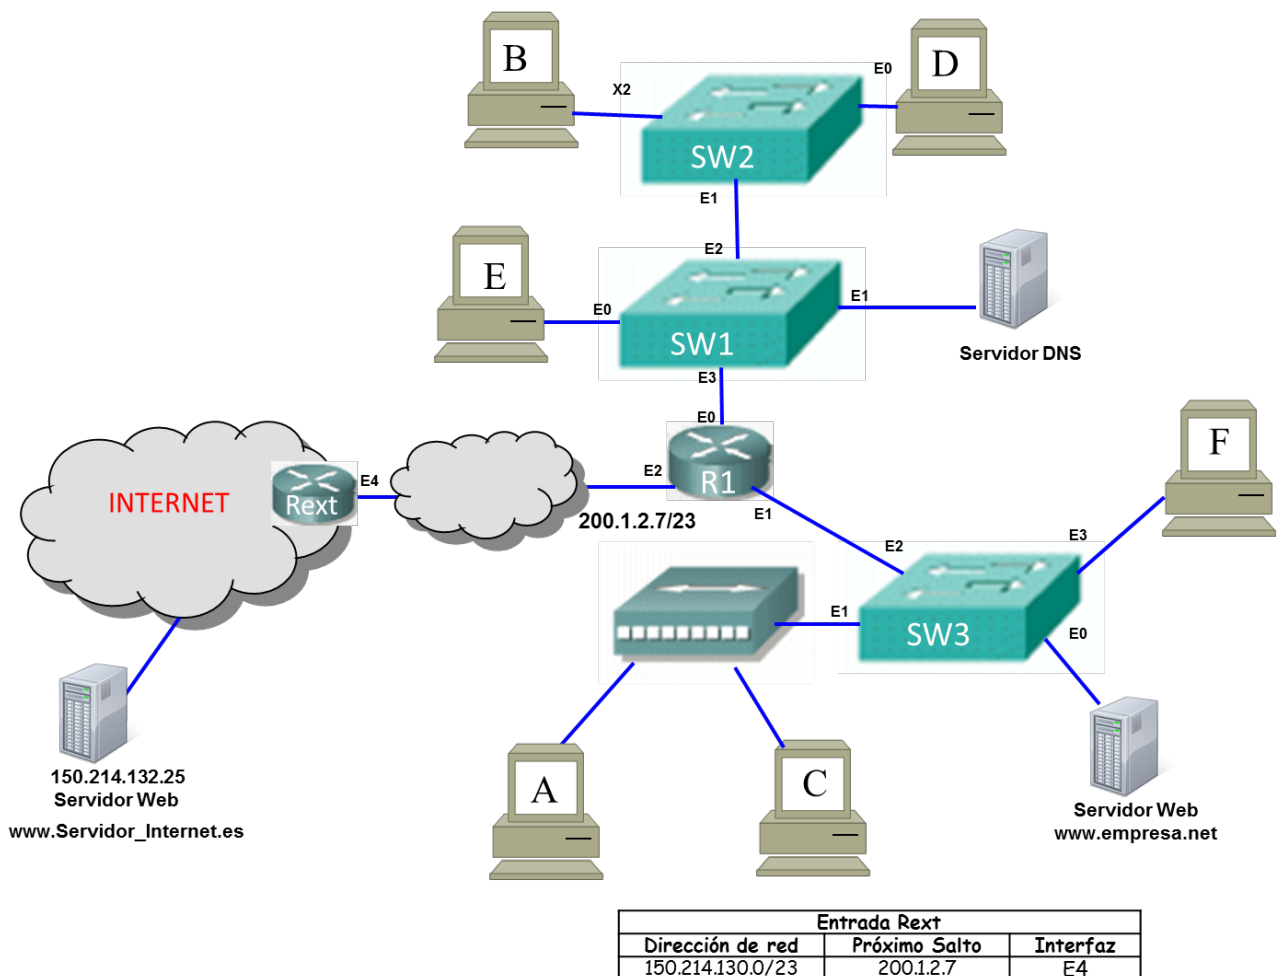 B
X2
E0
D
SW2
E1
E2
E
E0
SW1
E1
Servidor DNS
E3
E0
F
INTERNET
Rext
E4
E2
R1
200.1.2.7/23
E1
E2
E3
E1
SW3
E0
150.214.132.25
Servidor Web
www.Servidor_Internet.es
A
C
Servidor Web
www.empresa.net
Entrada Rext
Dirección de red Próximo Salto Interfaz
150.214.130.0/23 200.1.2.7 E4